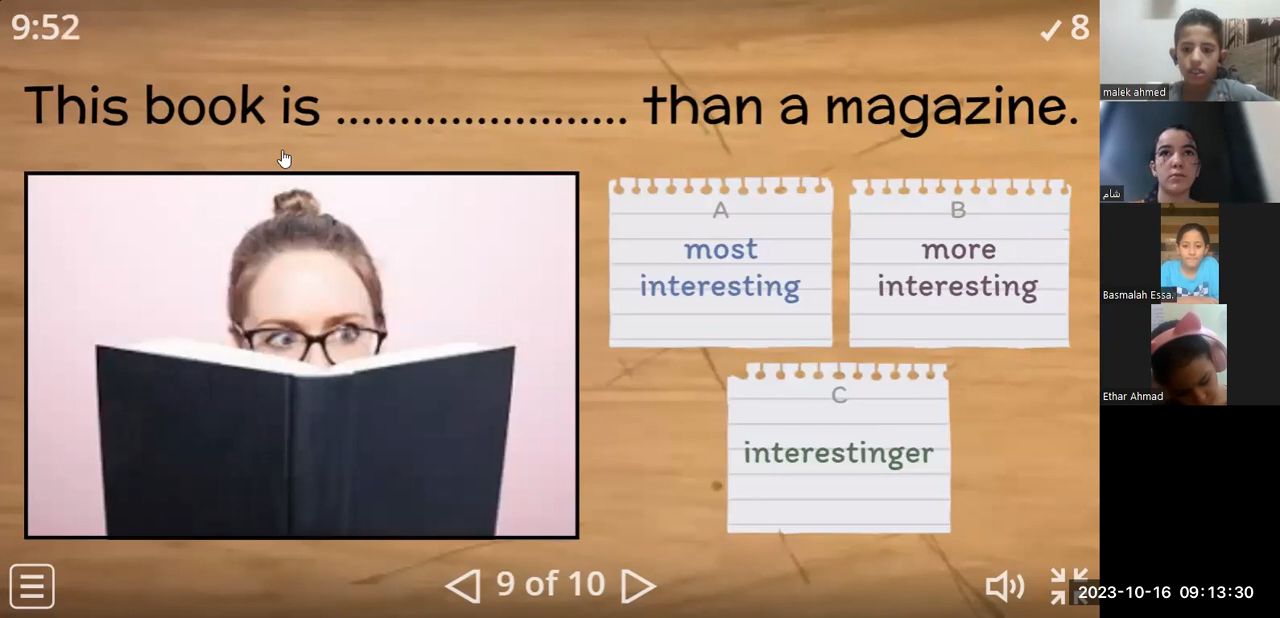 9:52
✓ 8
This book is ...................... than a magazine.
A
most
interesting
B
more
interesting
C
interestinger
9 of 10
malek ahmed
شام
Basmalah Essa.
Ethar Ahmad
2023-10-16 09:13:30